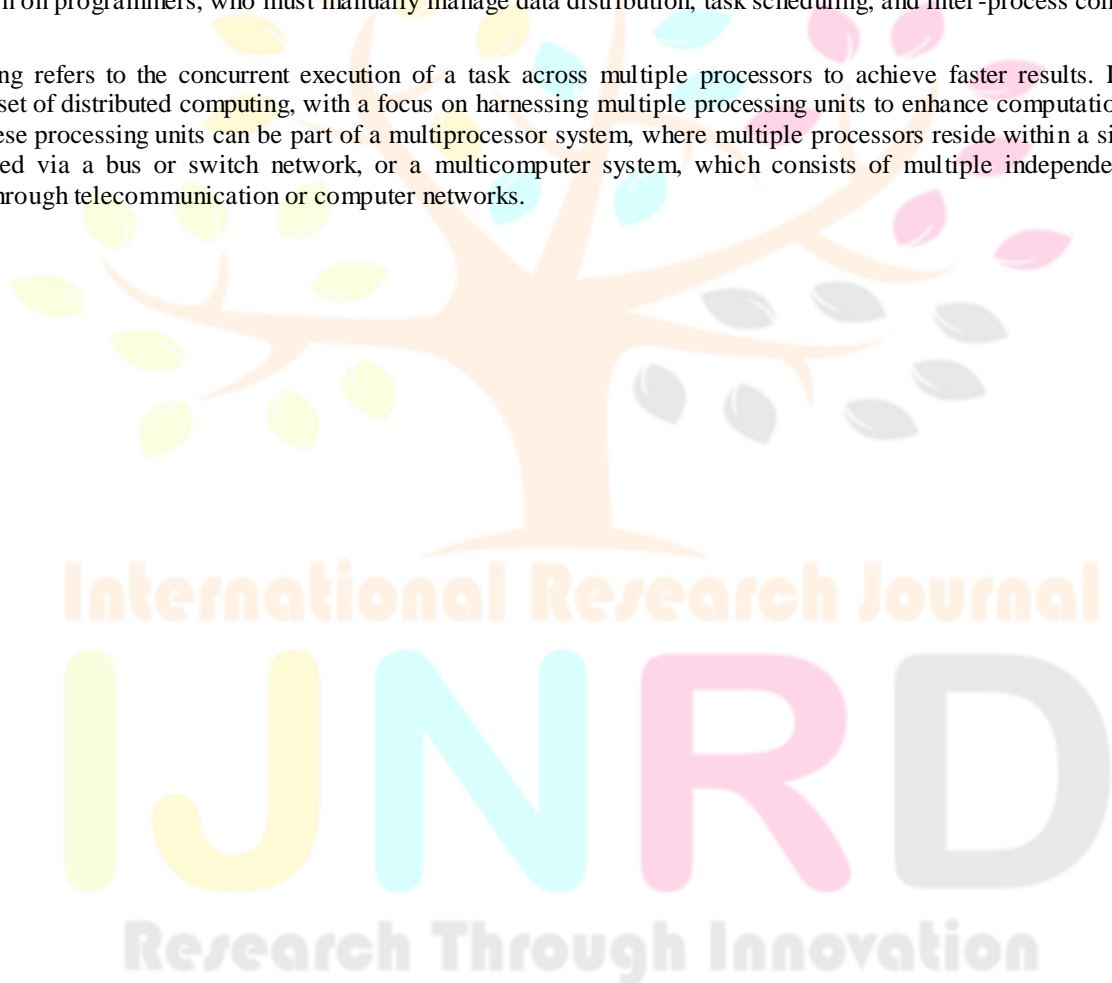 on programmers, who must manually manage data distribution, task scheduling, and inter-process
ng refers to the concurrent execution of a task across multiple processors to achieve faster results.
set of distributed computing, with a focus on harnessing multiple processing units to enhance
ese processing units can be part of a multiprocessor system, where multiple processors reside within a
ed via a bus or switch network, or a multicomputer system, which consists of multiple
hrough telecommunication or computer networks.
International Research Journal
IJNRD
Research Through Innovation